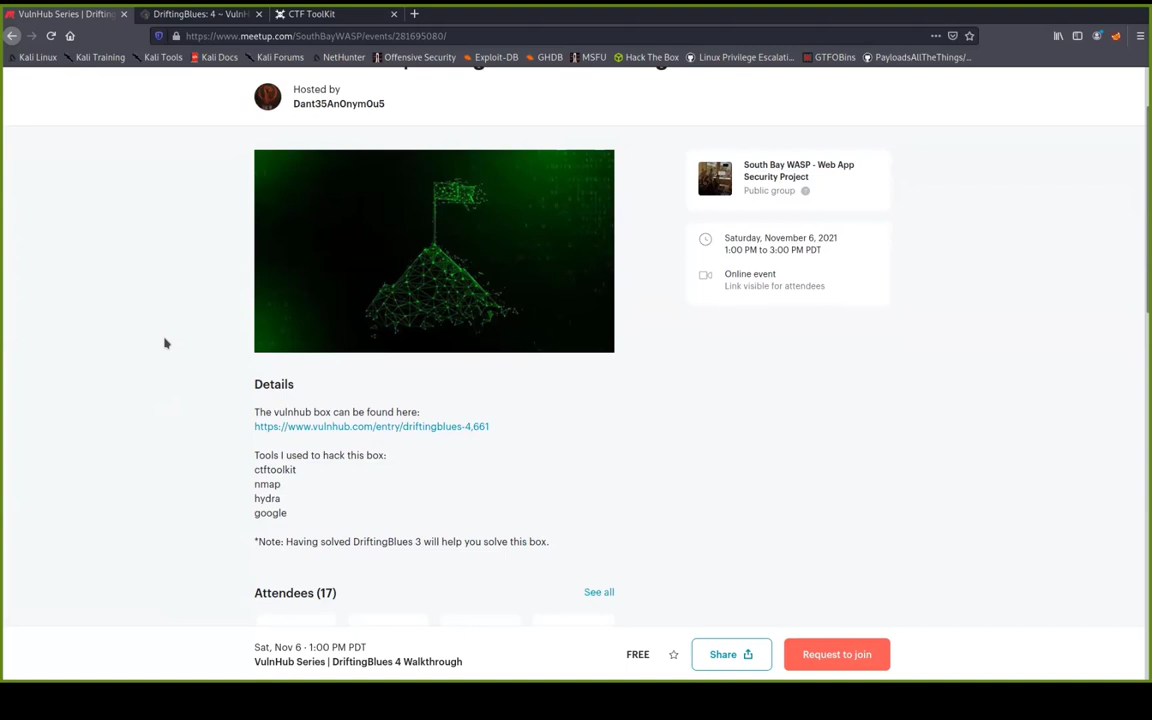 VulnHub Series | Drifting
DriftingBlues: 4 ~ VulnH
CTF ToolKit
https://www.meetup.com/SouthBayWASP/events/281695080/
Kali Linux
Kali Training
Kali Tools
Kali Docs
Kali Forums
NetHunter
Offensive Security
Exploit-DB
GHDB
MSFU
Hack The Box
Linux Privilege Escalati...
GTFOBins
PayloadsAllTheThings/...
Hosted by
Dant35An0nym0u5
South Bay WASP - Web App
Security Project
Public group
Saturday, November 6, 2021
1:00 PM to 3:00 PM PDT
Online event
Link visible for attendees
Details
The vulnhub box can be found here:
https://www.vulnhub.com/entry/driftingblues-4,661
Tools I used to hack this box:
ctftoolkit
nmap
hydra
google
*Note: Having solved DriftingBlues 3 will help you solve this box.
Attendees (17)
See all
Sat, Nov 6 · 1:00 PM PDT
VulnHub Series | DriftingBlues 4 Walkthrough
FREE
Share
Request to join